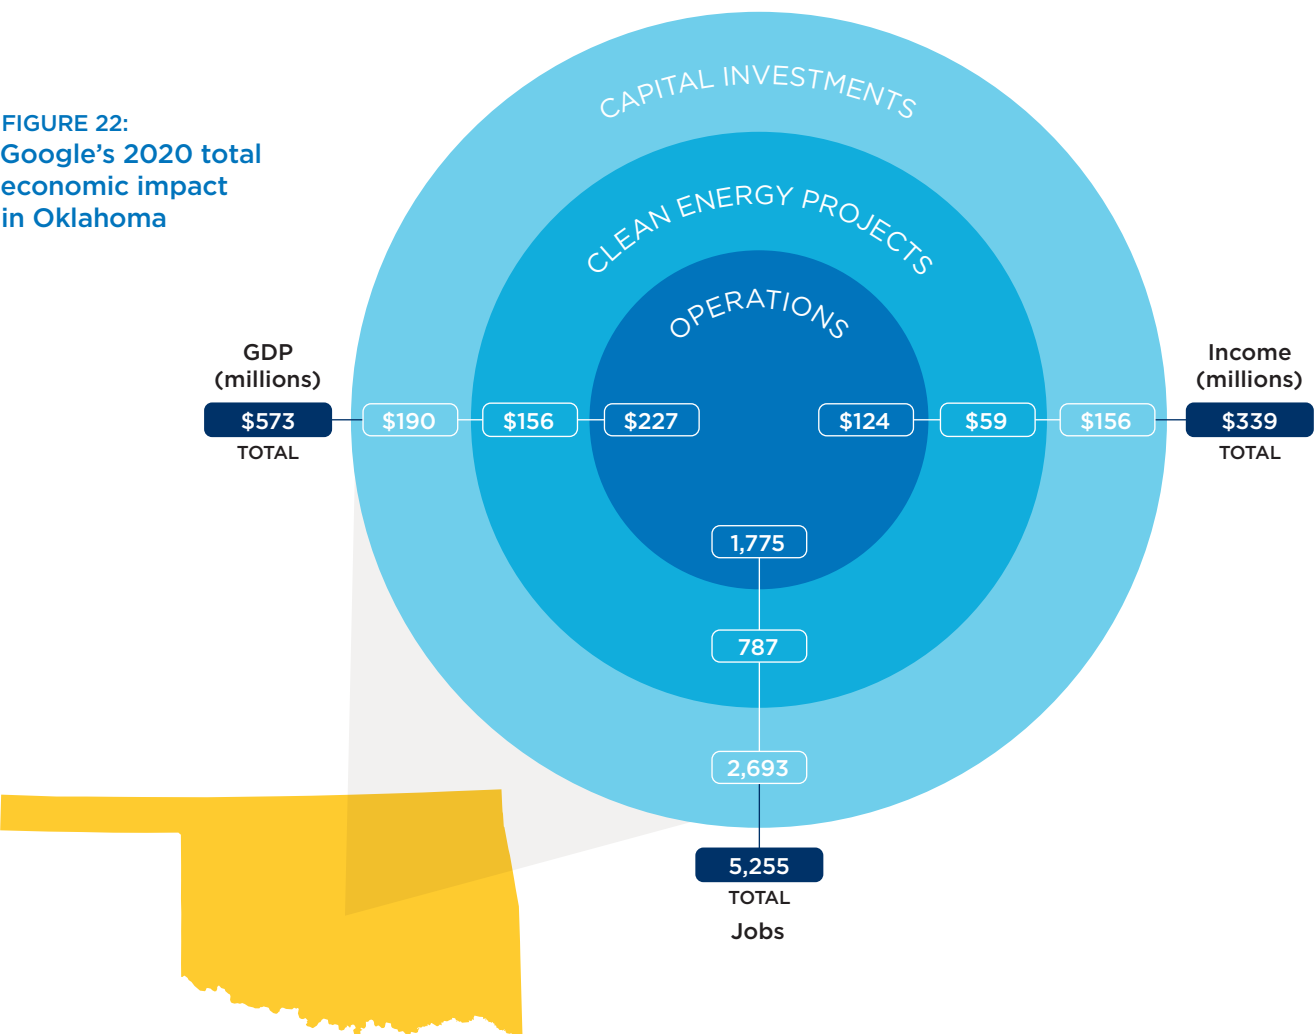 FIGURE 22:
Google’s 2020 total
economic impact
in Oklahoma
CAPITAL INVESTMENTS
CLEAN ENERGY PROJECTS
OPERATIONS
GDP
(millions)
$573
TOTAL
$190
$156
$227
$124
$59
$156
Income
(millions)
$339
TOTAL
1,775
787
2,693
5,255
TOTAL
Jobs